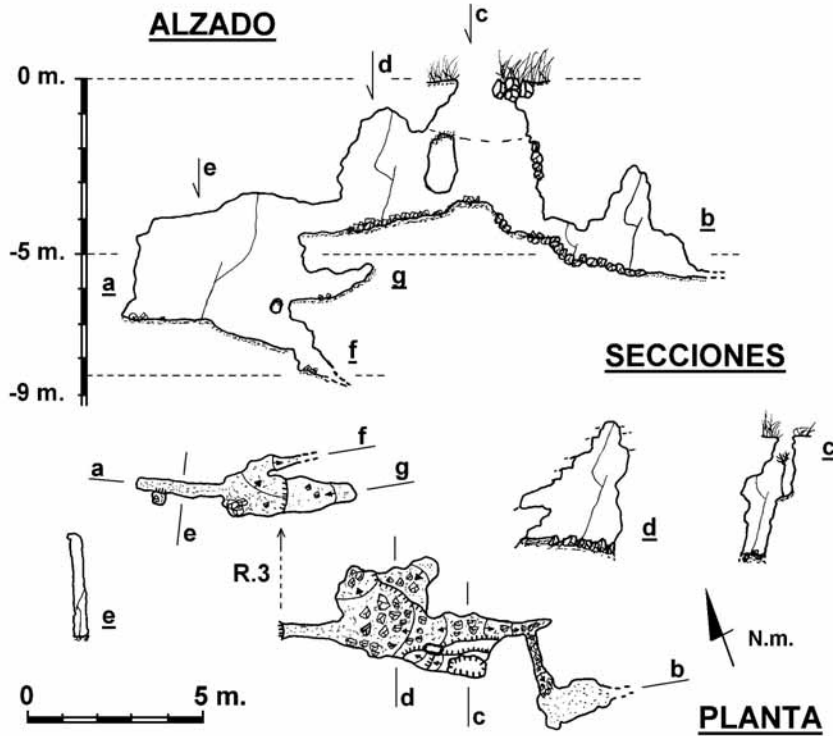 ALZADO
c
d
0 m.
e
b
-5 m.
a
g
SECCIONES
f
-9 m.
f
a
g
c
e
d
R.3
e
N.m.
b
0 5 m.
d
c
PLANTA